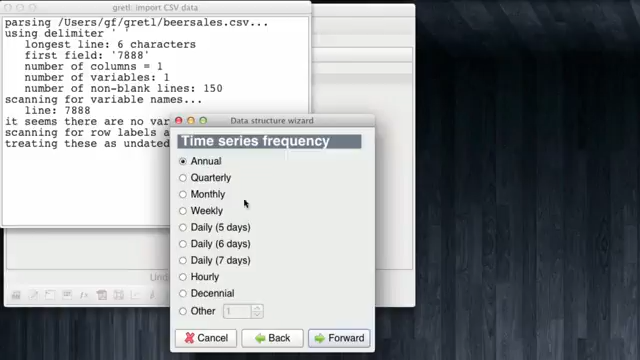 gretl: import CSV data
parsing /Users/gf/gretl/beersales.csv...
using delimiter ' '
longest line: 6 characters
first field: '7888'
number of columns = 1
number of variables: 1
number of non-blank lines: 150
scanning for variable names...
line: 7888
it seems there are no var
scanning for row labels a
treating these as undated
Data structure wizard
Time series frequency
Annual
Quarterly
Monthly
Weekly
Daily (5 days)
Daily (6 days)
Daily (7 days)
Hourly
Decennial
Other 1
Cancel
Back
Forward